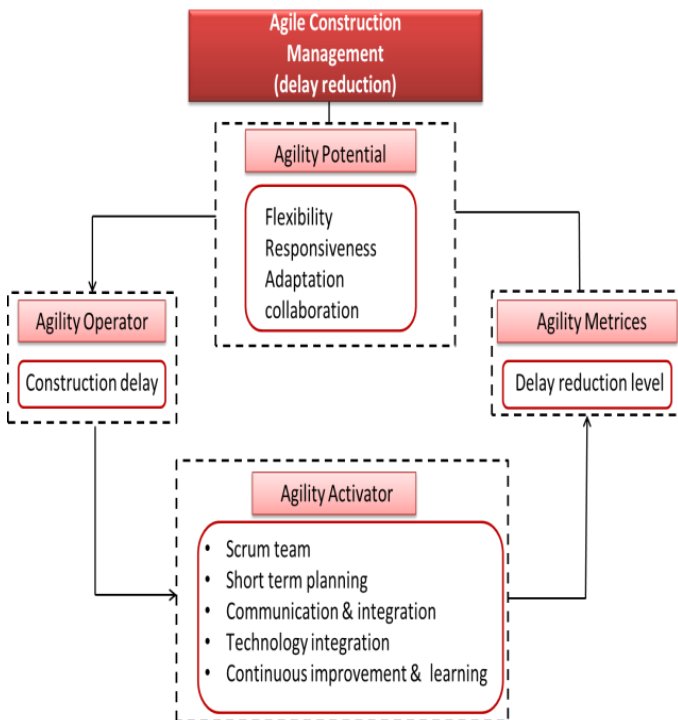 Agile Construction
Management
(delay reduction)
Agility Potential
Flexibility
Responsiveness
Adaptation
collaboration
Agility Operator
Construction delay
Agility Metrices
Delay reduction level
Agility Activator
• Scrum team
• Short term planning
• Communication & integration
• Technology integration
• Continuous improvement & learning